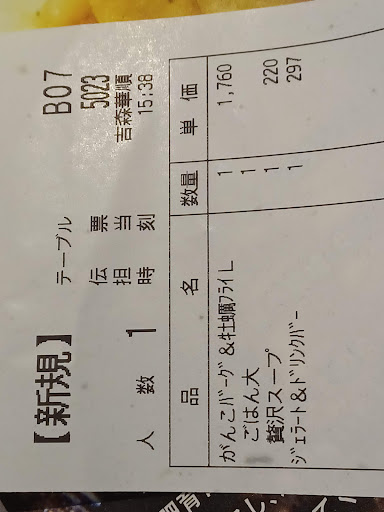 【新規】
テーブル B07
伝票 5023
担当 吉森華順
時刻 15:38
人数 1
品名 数量 単価
がんこﾊﾞｰｸﾞ&牡蠣ﾌﾗｲL 1 1,760
ごはん大 1
贅沢スープ 1 220
ｼﾞｪﾗｰﾄ&ﾄﾞﾘﾝｸﾊﾞｰ 1 297